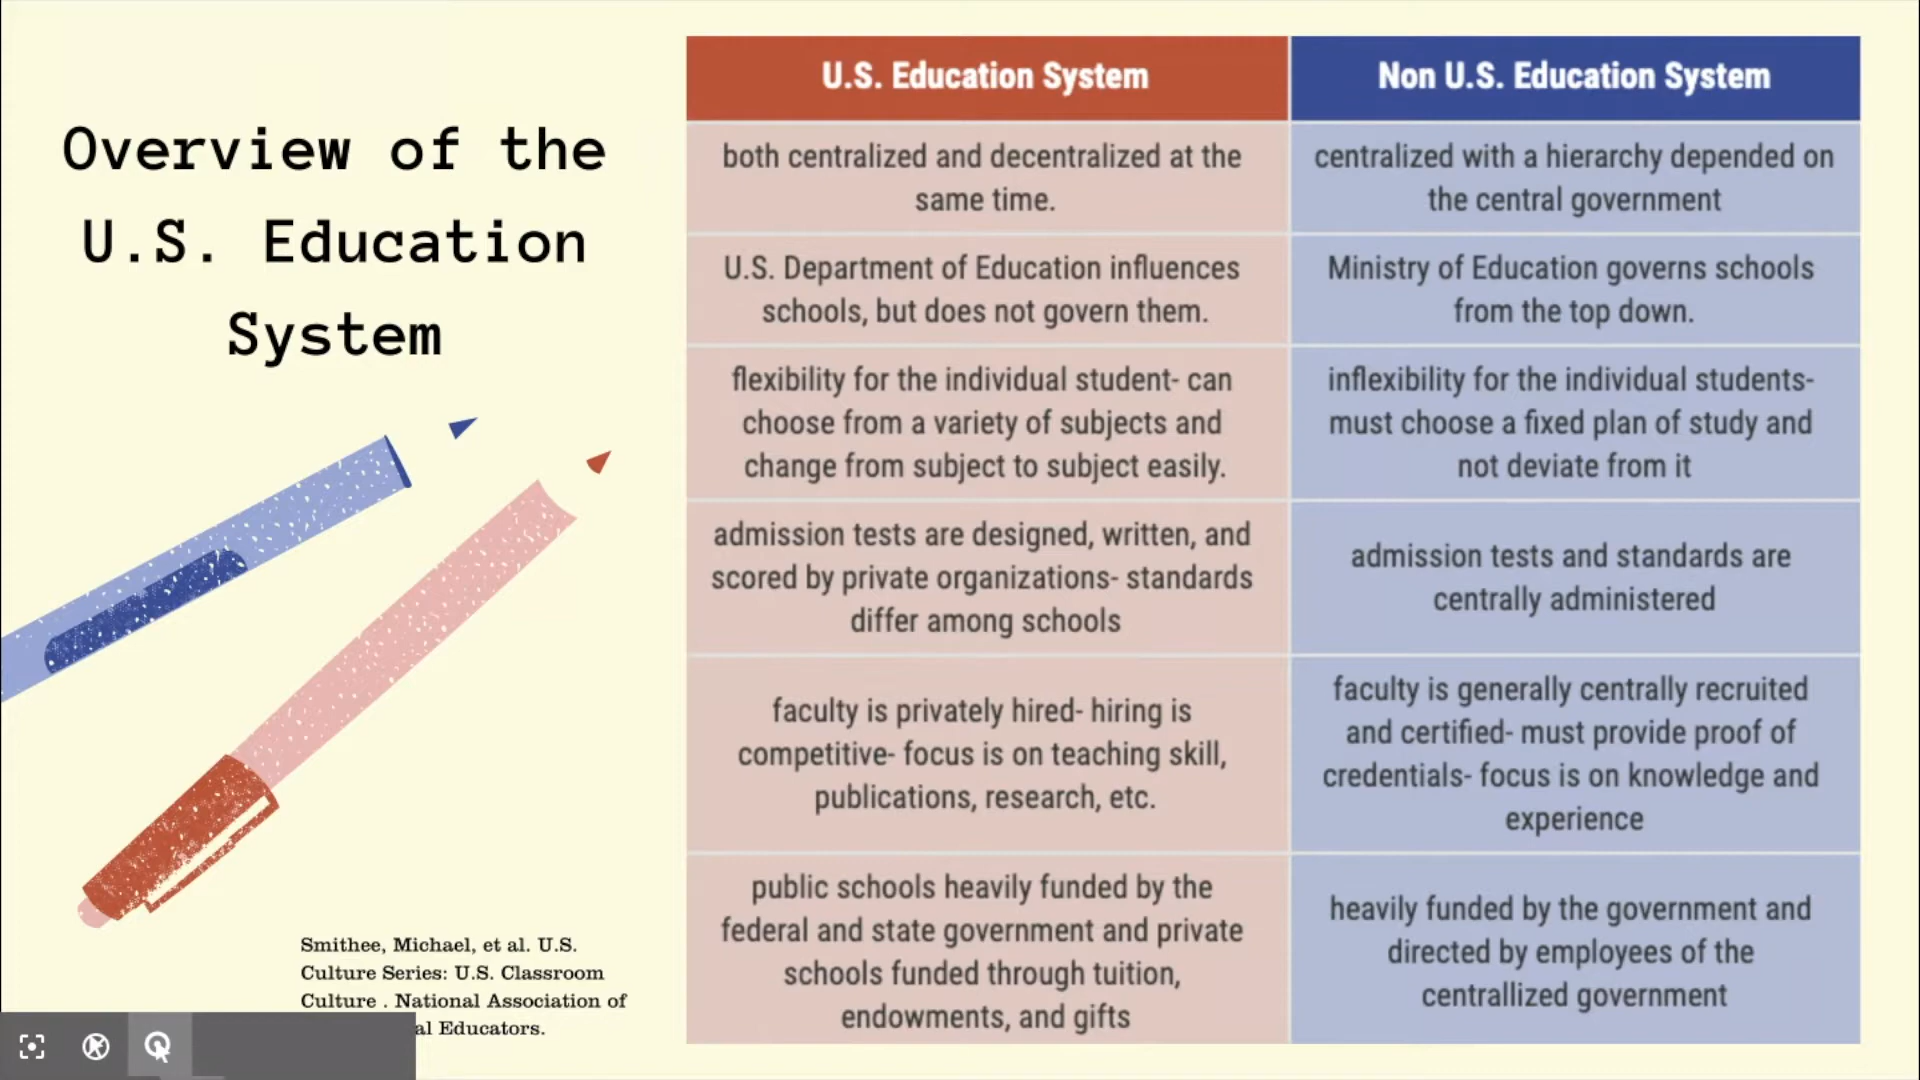 Overview of the
U.S. Education
System
Smithee, Michael, et al. U.S.
Culture Series: U.S. Classroom
Culture . National Association of
al Educators.
U.S. Education System
Non U.S. Education System
both centralized and decentralized at the
same time.
centralized with a hierarchy depended on
the central government
U.S. Department of Education influences
schools, but does not govern them.
Ministry of Education governs schools
from the top down.
flexibility for the individual student- can
choose from a variety of subjects and
change from subject to subject easily.
inflexibility for the individual students-
must choose a fixed plan of study and
not deviate from it
admission tests are designed, written, and
scored by private organizations- standards
differ among schools
admission tests and standards are
centrally administered
faculty is privately hired- hiring is
competitive- focus is on teaching skill,
publications, research, etc.
faculty is generally centrally recruited
and certified- must provide proof of
credentials- focus is on knowledge and
experience
public schools heavily funded by the
federal and state government and private
schools funded through tuition,
endowments, and gifts
heavily funded by the government and
directed by employees of the
centrallized government